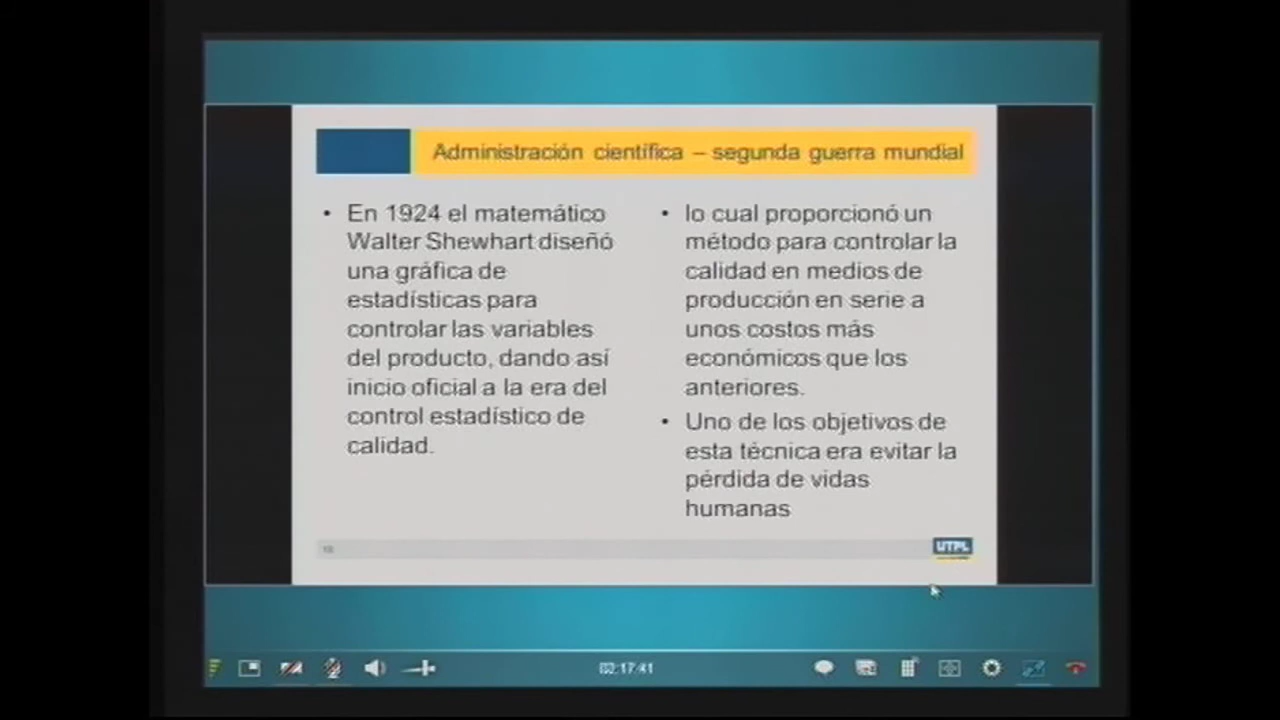 Administración científica – segunda guerra mundial
• En 1924 el matemático
Walter Shewhart diseñó
una gráfica de
estadísticas para
controlar las variables
del producto, dando así
inicio oficial a la era del
control estadístico de
calidad.
• lo cual proporcionó un
método para controlar la
calidad en medios de
producción en serie a
unos costos más
económicos que los
anteriores.
• Uno de los objetivos de
esta técnica era evitar la
pérdida de vidas
humanas
UTPL
02:17:41